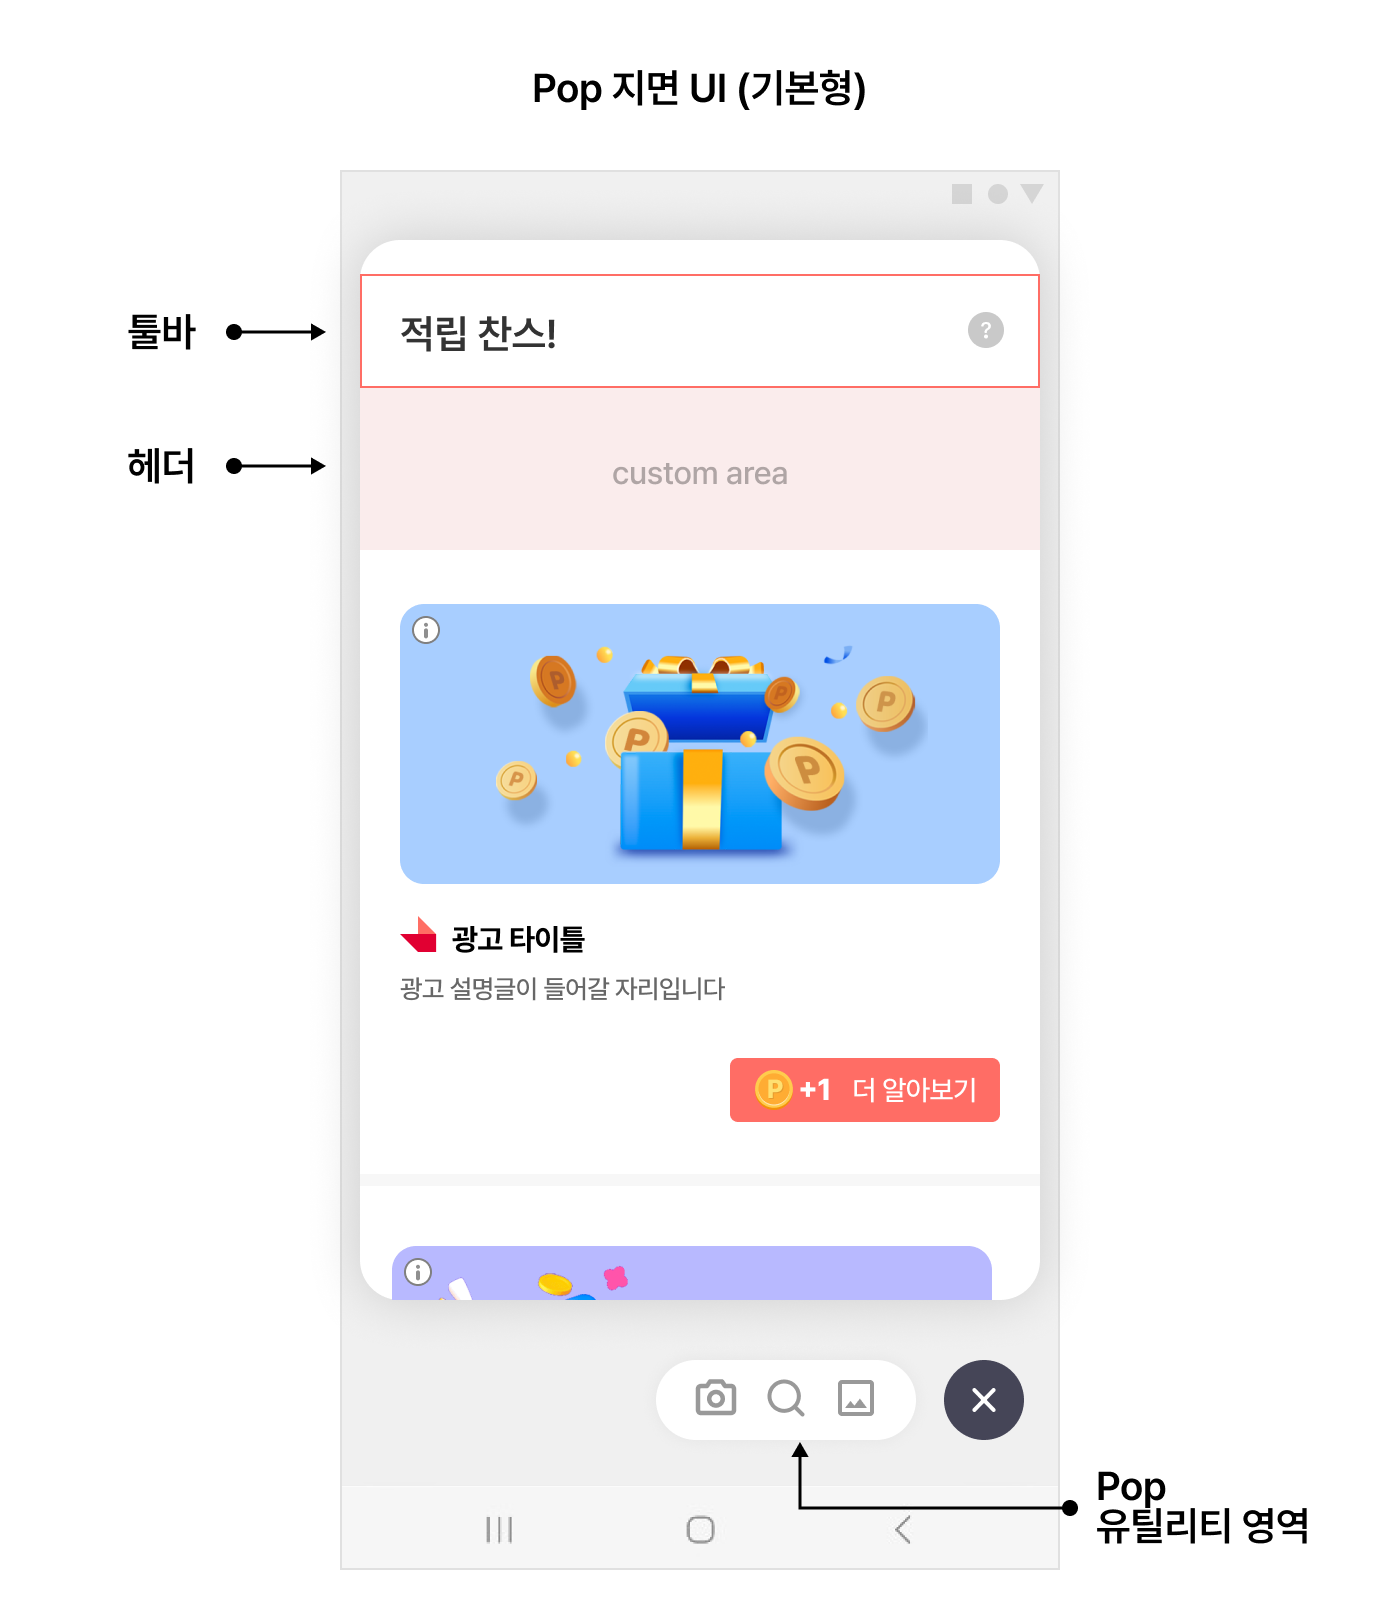 Pop 지면 UI (기본형)
툴바
적립 찬스!
?
헤더
custom area
P
P
P
P
P
P
광고 타이틀
광고 설명글이 들어갈 자리입니다
P +1 더 알아보기
Pop
유틸리티 영역